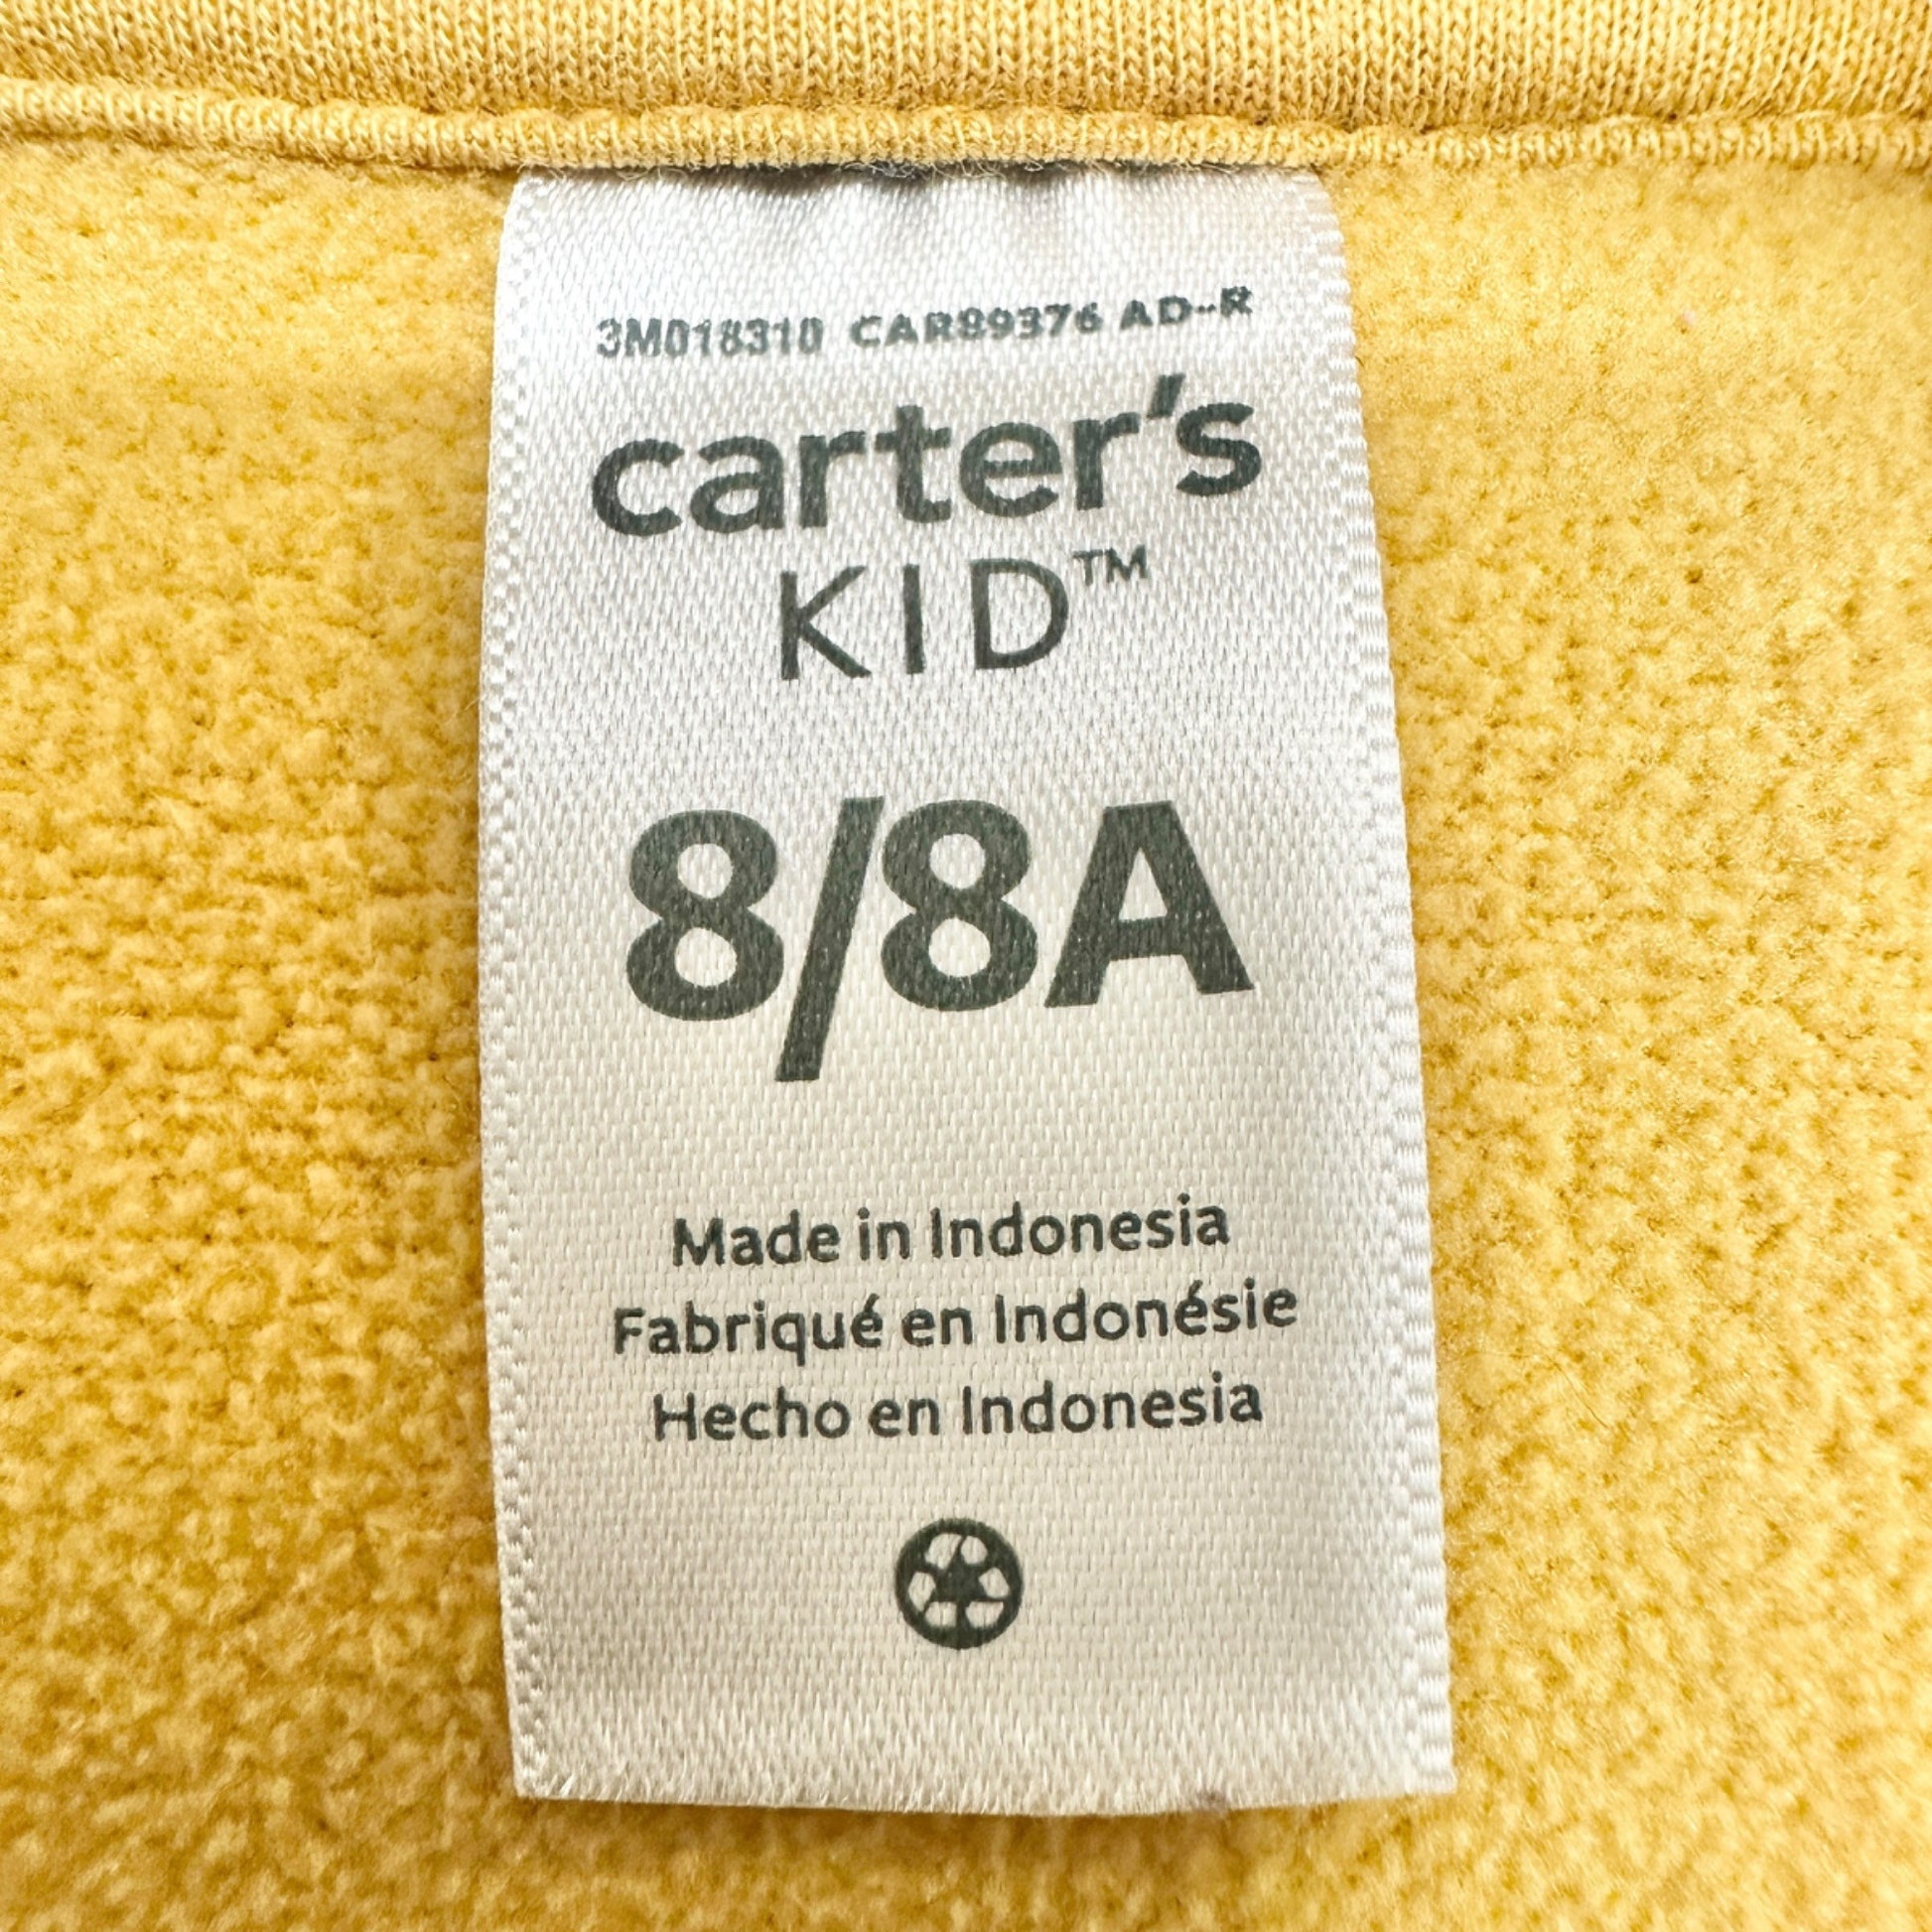 3M018310 CAR89376 AD-R
carter's
KID™
8/8A
Made in Indonesia
Fabriqué en Indonésie
Hecho en Indonesia